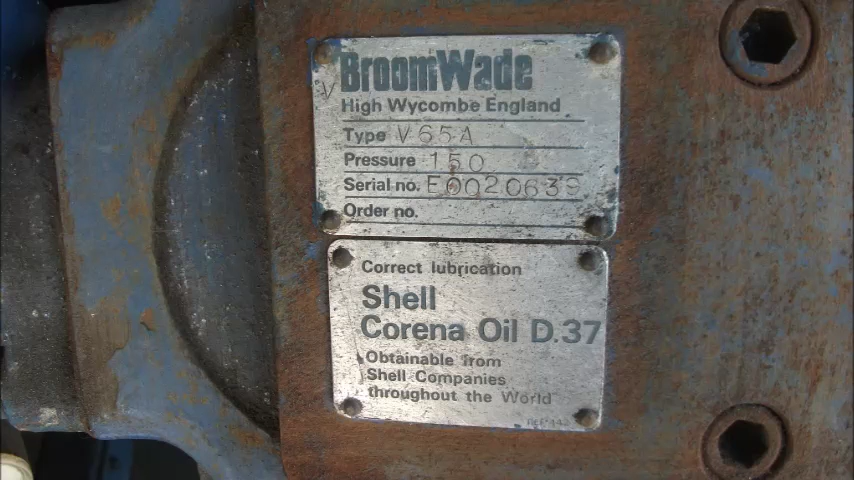 BroomWade
High Wycombe England
Type V65A
Pressure 150
Serial no. E0020639
Order no.
Correct lubrication
Shell
Corena Oil D.37
Obtainable from
Shell Companies
throughout the World